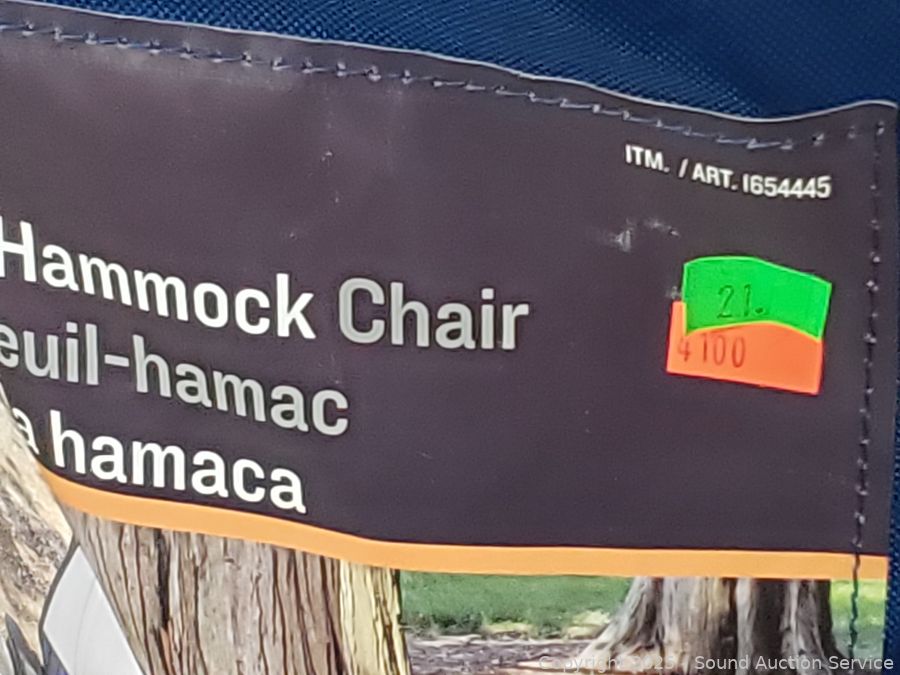 ITM. / ART. 1654445
Hammock Chair
euil-hamac
a hamaca
21.
4100
Copyright 2025 - Sound Auction Service